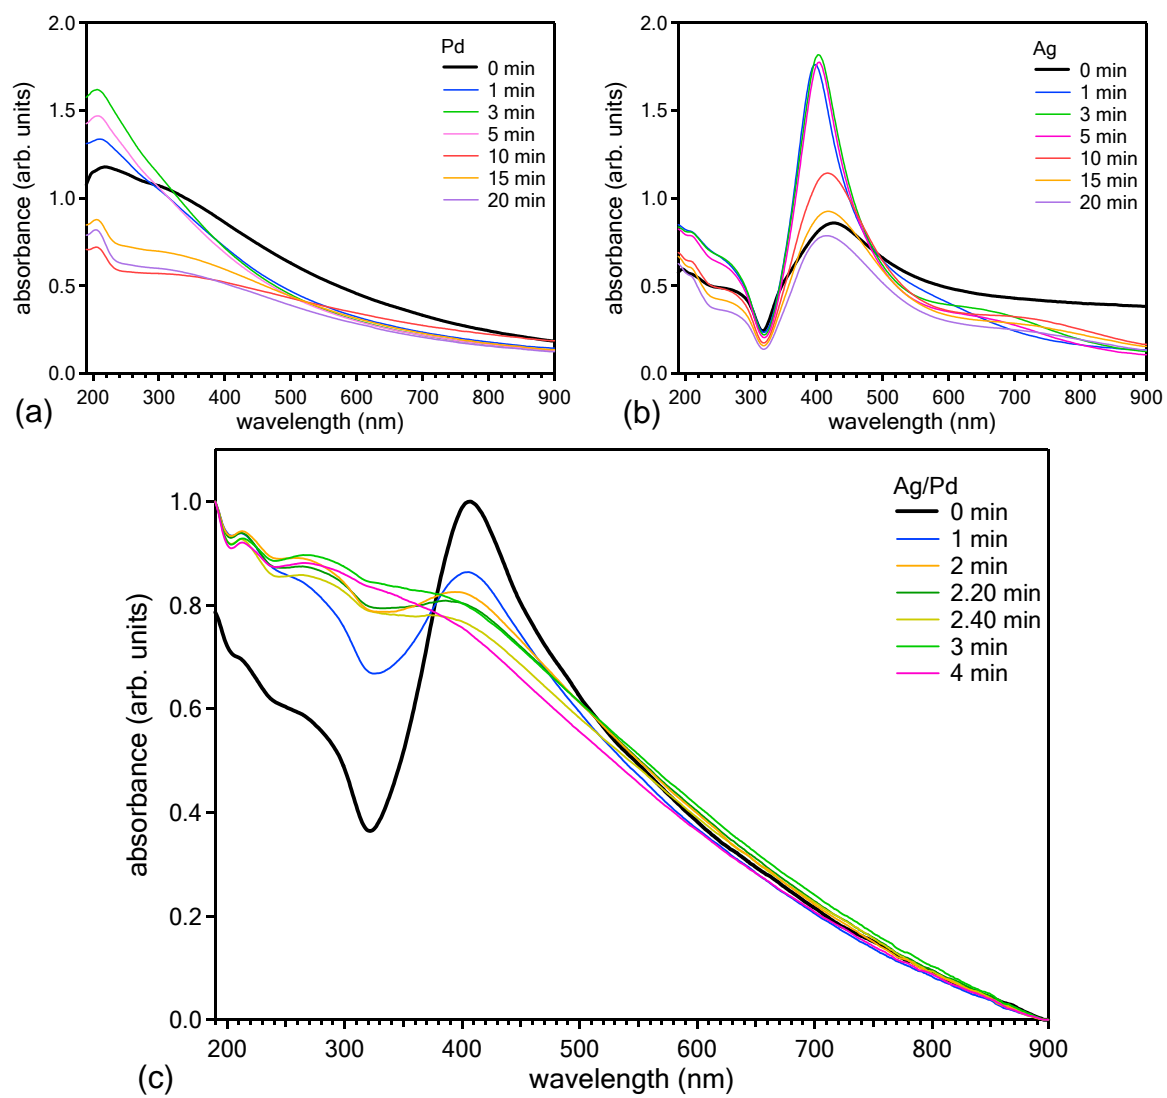 2.0
1.5
1.0
0.5
0.0
absorbance (arb. units)
Pd
0 min
1 min
3 min
5 min
10 min
15 min
20 min
200 300 400 500 600 700 800 900
wavelength (nm)
(a)
2.0
1.5
1.0
0.5
0.0
absorbance (arb. units)
Ag
0 min
1 min
3 min
5 min
10 min
15 min
20 min
200 300 400 500 600 700 800 900
wavelength (nm)
(b)
1.0
0.8
0.6
0.4
0.2
0.0
absorbance (arb. units)
Ag/Pd
0 min
1 min
2 min
2.20 min
2.40 min
3 min
4 min
200 300 400 500 600 700 800 900
wavelength (nm)
(c)